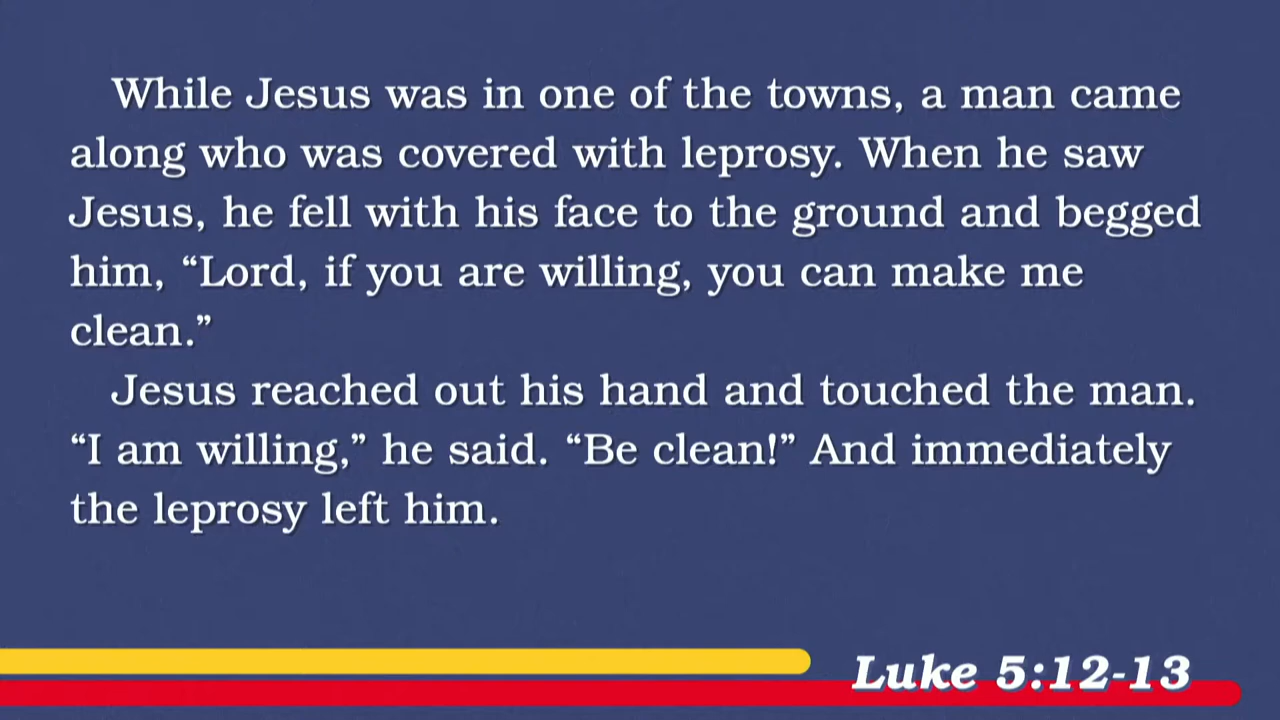 While Jesus was in one of the towns, a man came
along who was covered with leprosy. When he saw
Jesus, he fell with his face to the ground and begged
him, “Lord, if you are willing, you can make me
clean.”
Jesus reached out his hand and touched the man.
“I am willing,” he said. “Be clean!” And immediately
the leprosy left him.
Luke 5:12-13